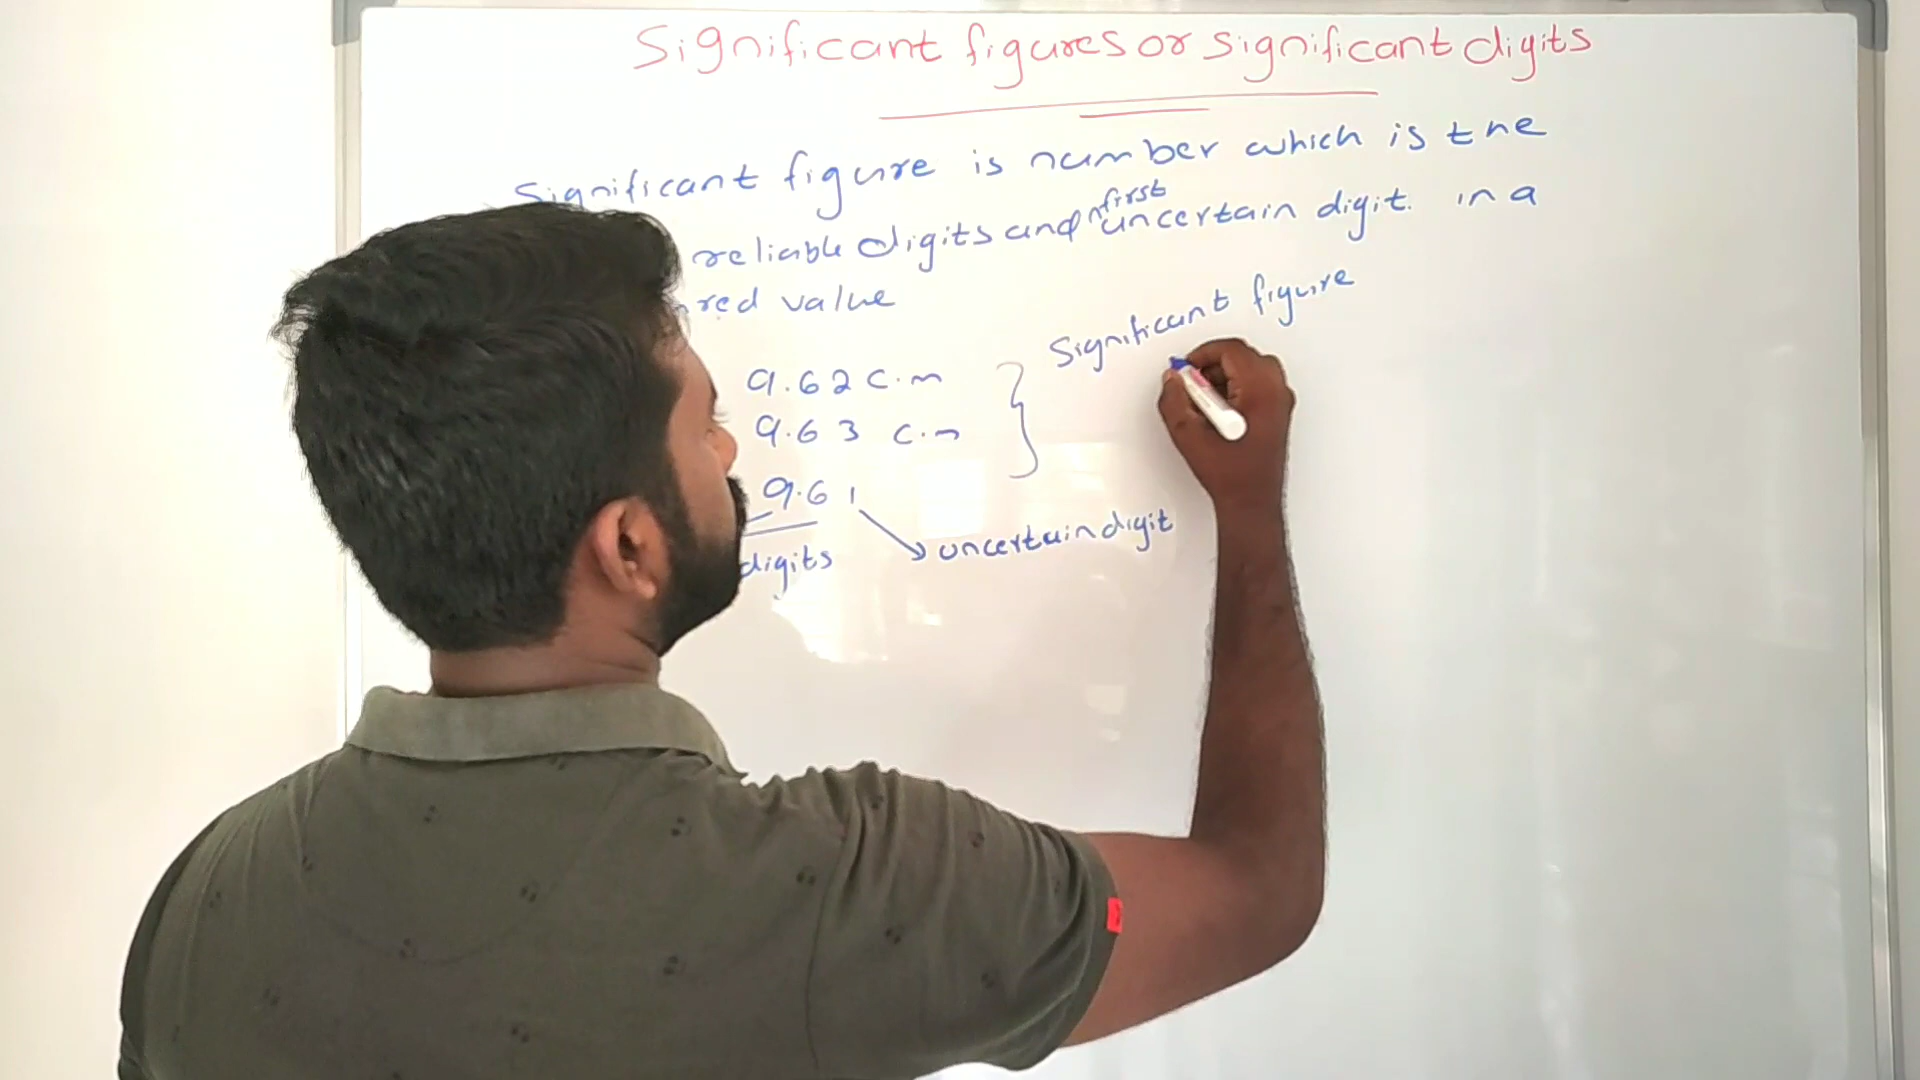 Significant figures or significant digits
Significant figure is number which is the
reliable digits and first uncertain digit. in a
red value
Significant figure
9.62 c.m
9.63 c.m
9.61
digits
uncertain digit